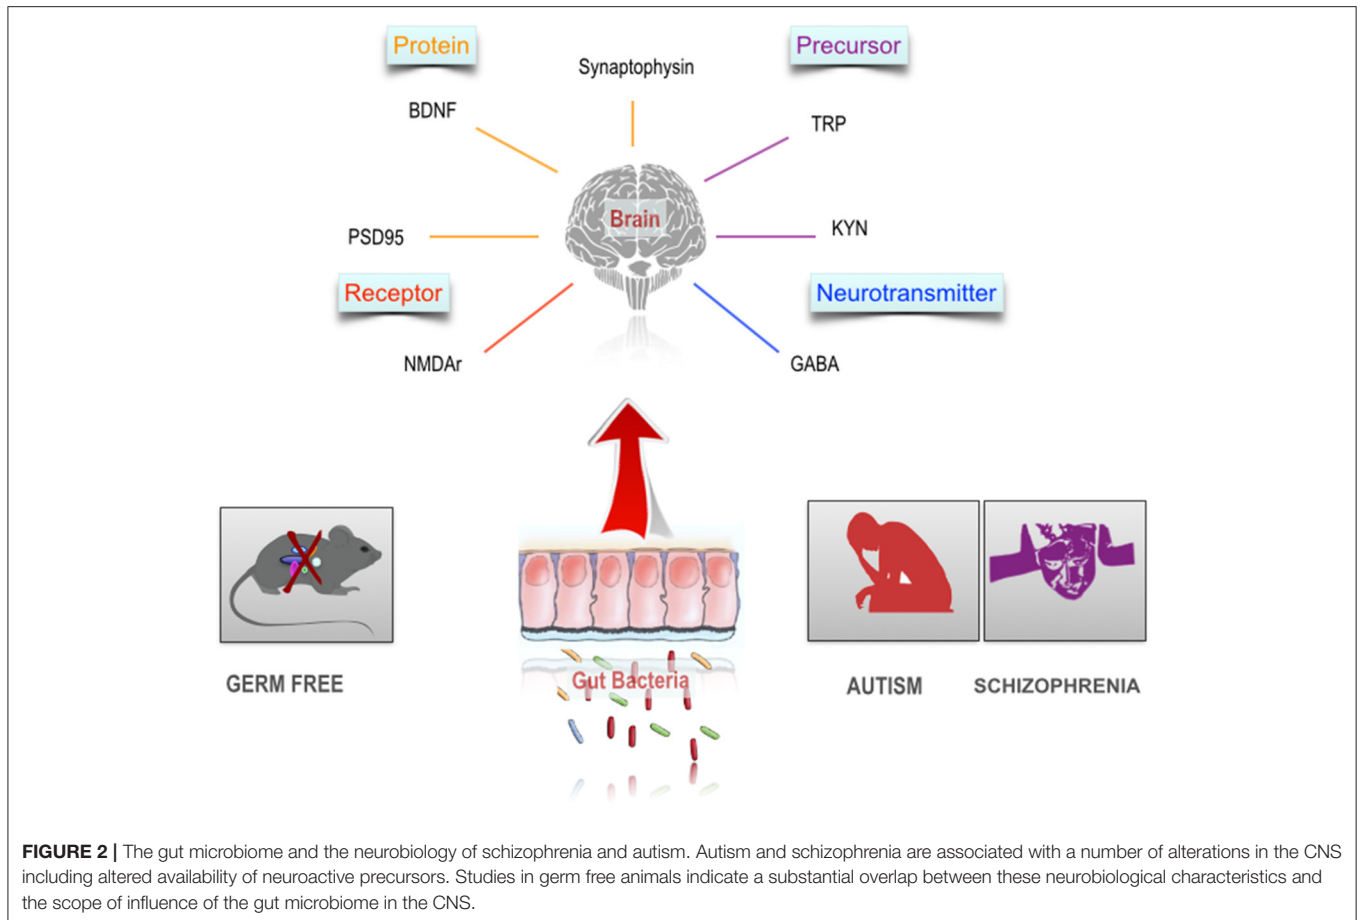 Protein
Precursor
Synaptophysin
BDNF
TRP
Brain
PSD95
KYN
Receptor
Neurotransmitter
NMDAr
GABA
GERM FREE
Gut Bacteria
AUTISM
SCHIZOPHRENIA
FIGURE 2 | The gut microbiome and the neurobiology of schizophrenia and autism. Autism and schizophrenia are associated with a number of alterations in the CNS
including altered availability of neuroactive precursors. Studies in germ free animals indicate a substantial overlap between these neurobiological characteristics and
the scope of influence of the gut microbiome in the CNS.